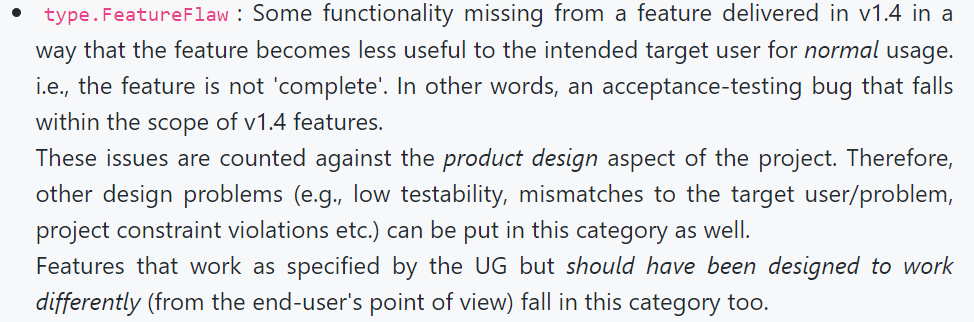 • type.FeatureFlaw : Some functionality missing from a feature delivered in v1.4 in a
way that the feature becomes less useful to the intended target user for normal usage.
i.e., the feature is not 'complete'. In other words, an acceptance-testing bug that falls
within the scope of v1.4 features.
These issues are counted against the product design aspect of the project. Therefore,
other design problems (e.g., low testability, mismatches to the target user/problem,
project constraint violations etc.) can be put in this category as well.
Features that work as specified by the UG but should have been designed to work
differently (from the end-user's point of view) fall in this category too.